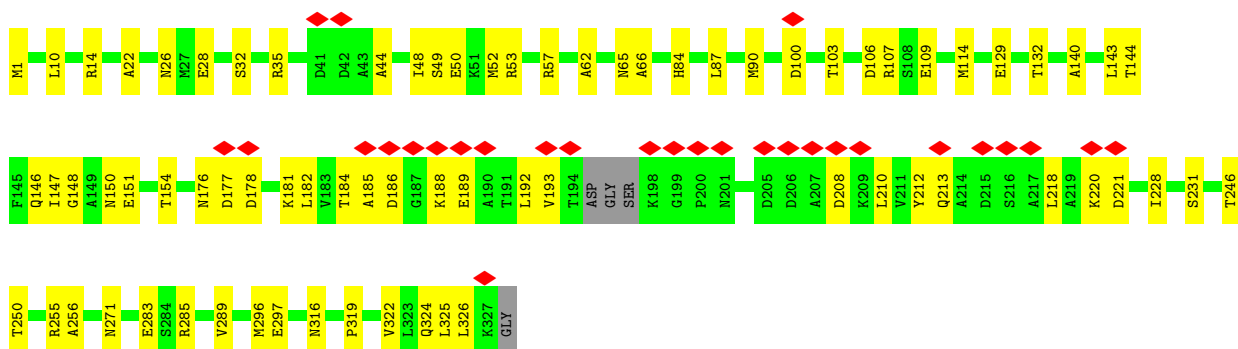 M1 L10 R14 A22 N26 M27 E28 S32 R35 D41 D42 A43 A44 I48 S49 E50 K51 M52 R53 R57 A62 N65 A66 H84 L87 M90 D100 T103 D106 R107 S108 E109 M114 E129 T132 A140 L143 T144
F145 Q146 I147 G148 A149 N150 E151 T154 N176 D177 D178 K181 L182 V183 T184 A185 D186 G187 K188 E189 A190 T191 L192 V193 T194 ASP GLY SER K198 G199 P200 N201 D205 D206 A207 D208 K209 L210 V211 Y212 Q213 A214 D215 S216 A217 L218 A219 K220 D221 I228 S231 T246
T250 R255 A256 N271 E283 S284 R285 V289 M296 E297 N316 P319 V322 L323 Q324 L325 L326 K327 GLY